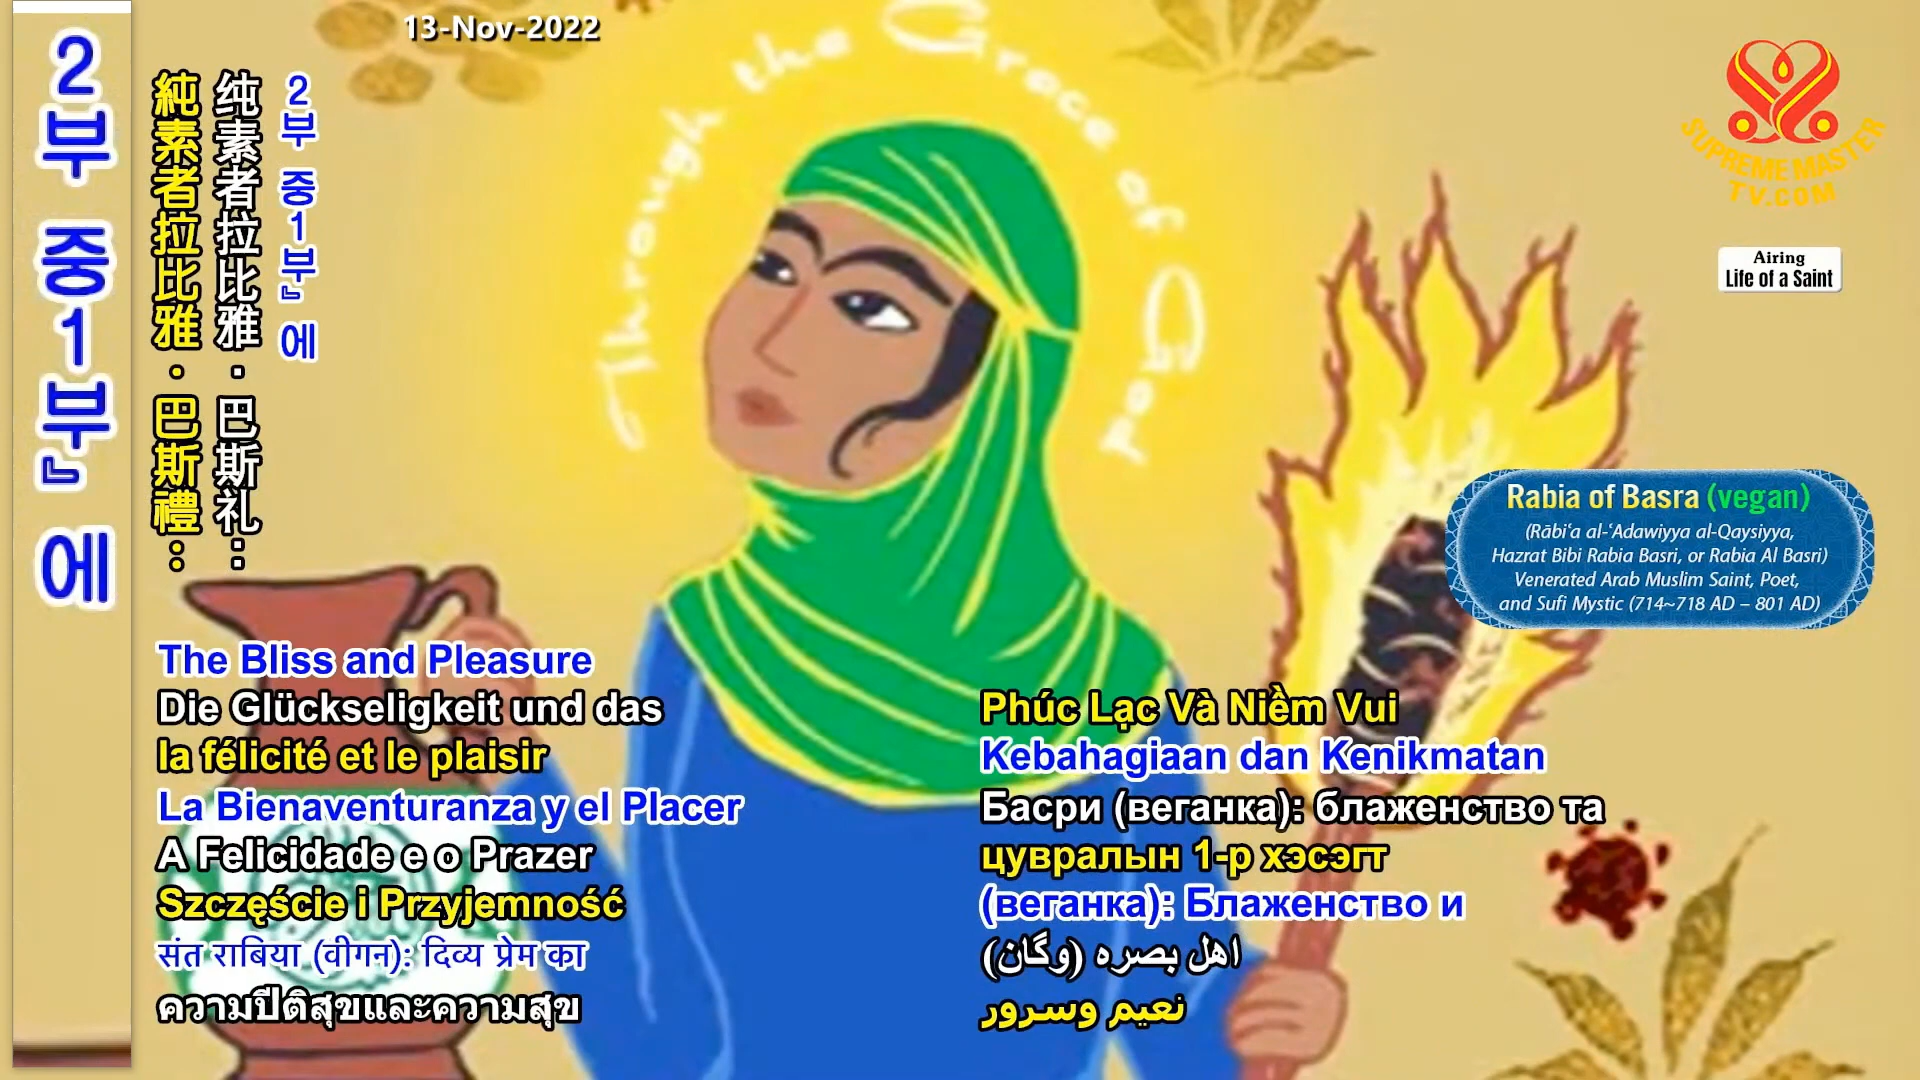 13-Nov-2022
2부 중1부』에
純素者拉比雅・巴斯禮：
纯素者拉比雅・巴斯礼：
2부 중1부』에
Through the Grace of God
SUPREME MASTER
TV.COM
Airing
Life of a Saint
Rabia of Basra (vegan)
(Rābiʿa al-ʿAdawiyya al-Qaysiyya,
Hazrat Bibi Rabia Basri, or Rabia Al Basri)
Venerated Arab Muslim Saint, Poet,
and Sufi Mystic (714~718 AD – 801 AD)
The Bliss and Pleasure
Die Glückseligkeit und das
la félicité et le plaisir
La Bienaventuranza y el Placer
A Felicidade e o Prazer
Szczęście i Przyjemność
संत राबिया (वीगन): दिव्य प्रेम का
ความปีติสุขและความสุข
Phúc Lạc Và Niềm Vui
Kebahagiaan dan Kenikmatan
Басри (веганка): блаженство та
цувралын 1-р хэсэгт
(веганка): Блаженство и
اهل بصره (وگان)
نعيم وسرور